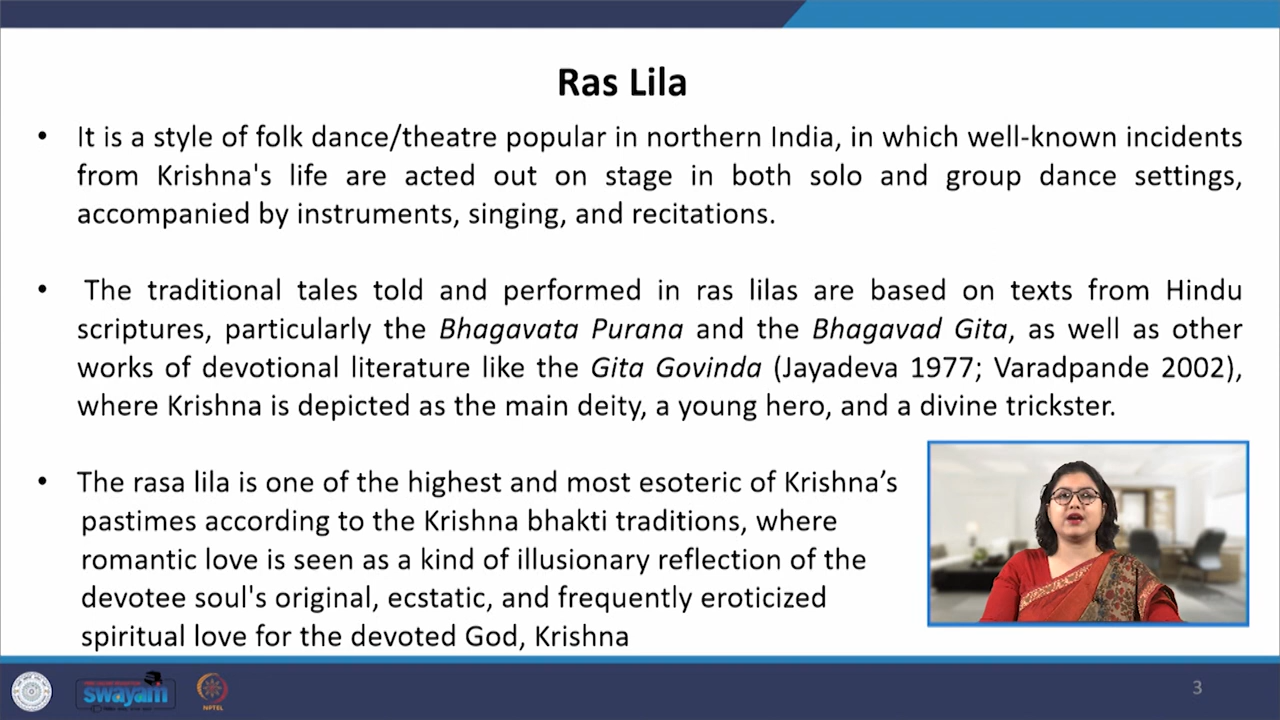 Ras Lila
• It is a style of folk dance/theatre popular in northern India, in which well-known incidents
from Krishna's life are acted out on stage in both solo and group dance settings,
accompanied by instruments, singing, and recitations.
• The traditional tales told and performed in ras lilas are based on texts from Hindu
scriptures, particularly the Bhagavata Purana and the Bhagavad Gita, as well as other
works of devotional literature like the Gita Govinda (Jayadeva 1977; Varadpande 2002),
where Krishna is depicted as the main deity, a young hero, and a divine trickster.
• The rasa lila is one of the highest and most esoteric of Krishna’s
pastimes according to the Krishna bhakti traditions, where
romantic love is seen as a kind of illusionary reflection of the
devotee soul's original, ecstatic, and frequently eroticized
spiritual love for the devoted God, Krishna
swayam
NPTEL
3